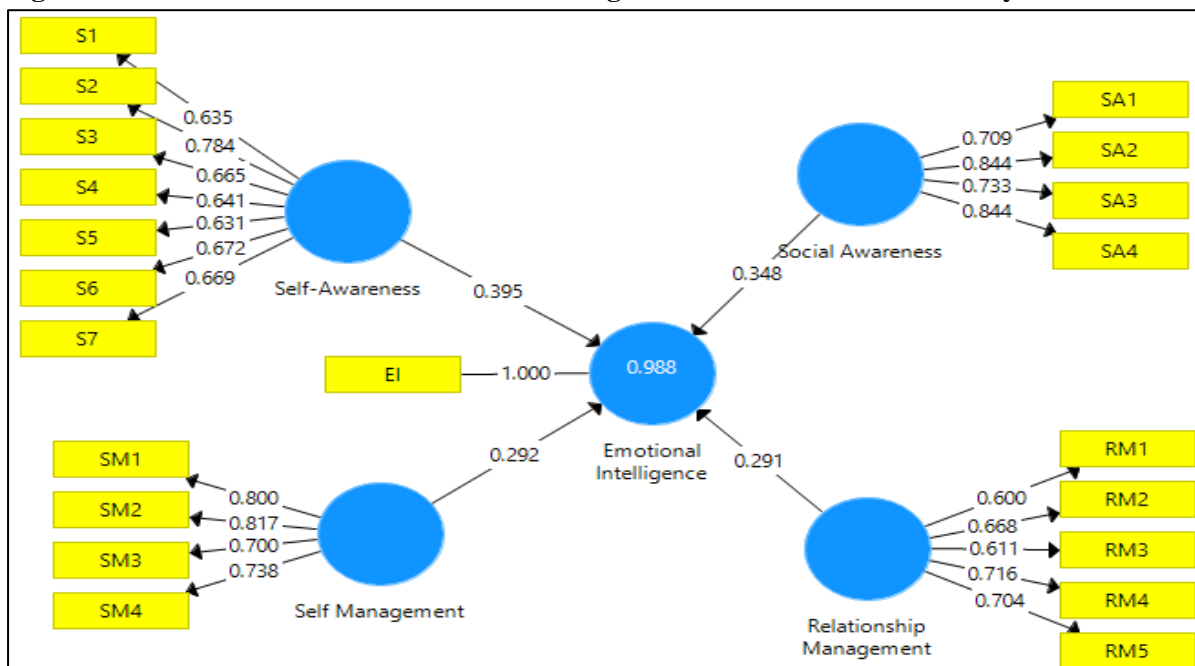 S1
S2
S3
S4
S5
S6
S7
0.635
0.784
0.665
0.641
0.631
0.672
0.669
Self-Awareness
0.395
SA1
SA2
SA3
SA4
0.709
0.844
0.733
0.844
Social Awareness
0.348
EI
1.000
0.988
Emotional
Intelligence
SM1
SM2
SM3
SM4
0.800
0.817
0.700
0.738
Self Management
0.292
0.291
RM1
RM2
RM3
RM4
RM5
0.600
0.668
0.611
0.716
0.704
Relationship
Management